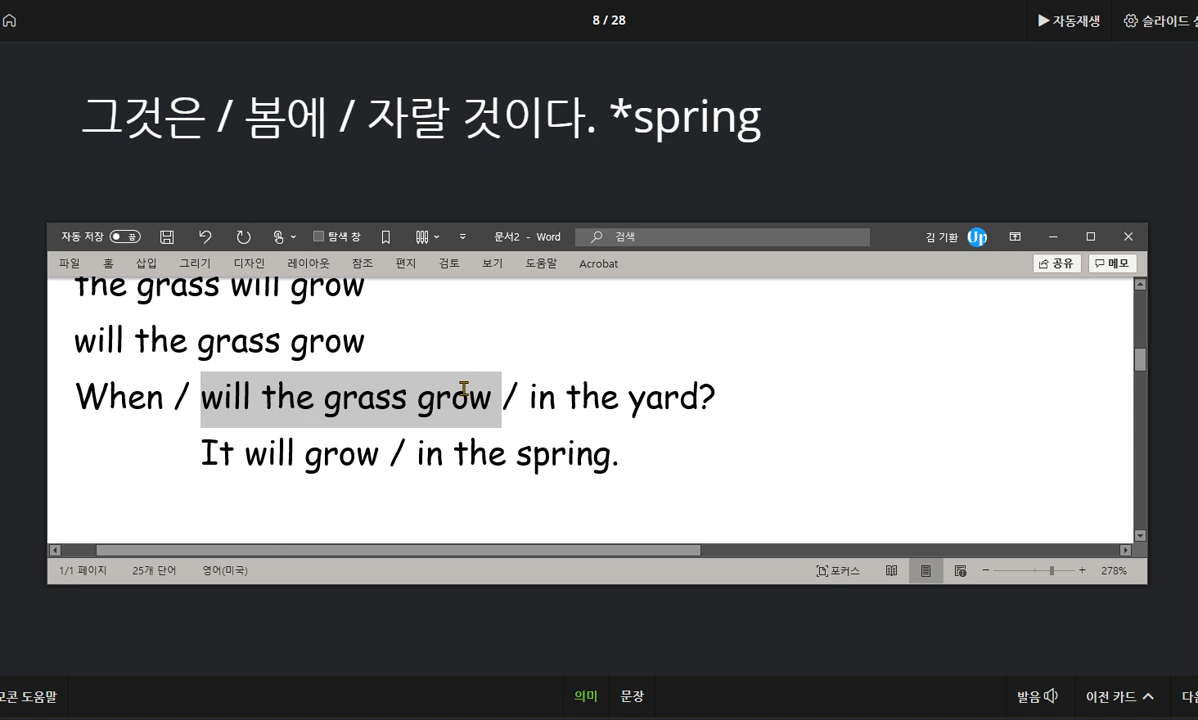 8 / 28
▶ 자동재생
슬라이드
그것은 / 봄에 / 자랄 것이다. *spring
자동 저장 끔 탐색 창 문서2 - Word 검색 김 기환 Up
파일 홈 삽입 그리기 디자인 레이아웃 참조 편지 검토 보기 도움말 Acrobat 공유 메모
the grass will grow
will the grass grow
When / will the grass grow / in the yard?
It will grow / in the spring.
1/1 페이지 25개 단어 영어(미국) 포커스 - + 278%
도움말 의미 문장 발음 이전 카드